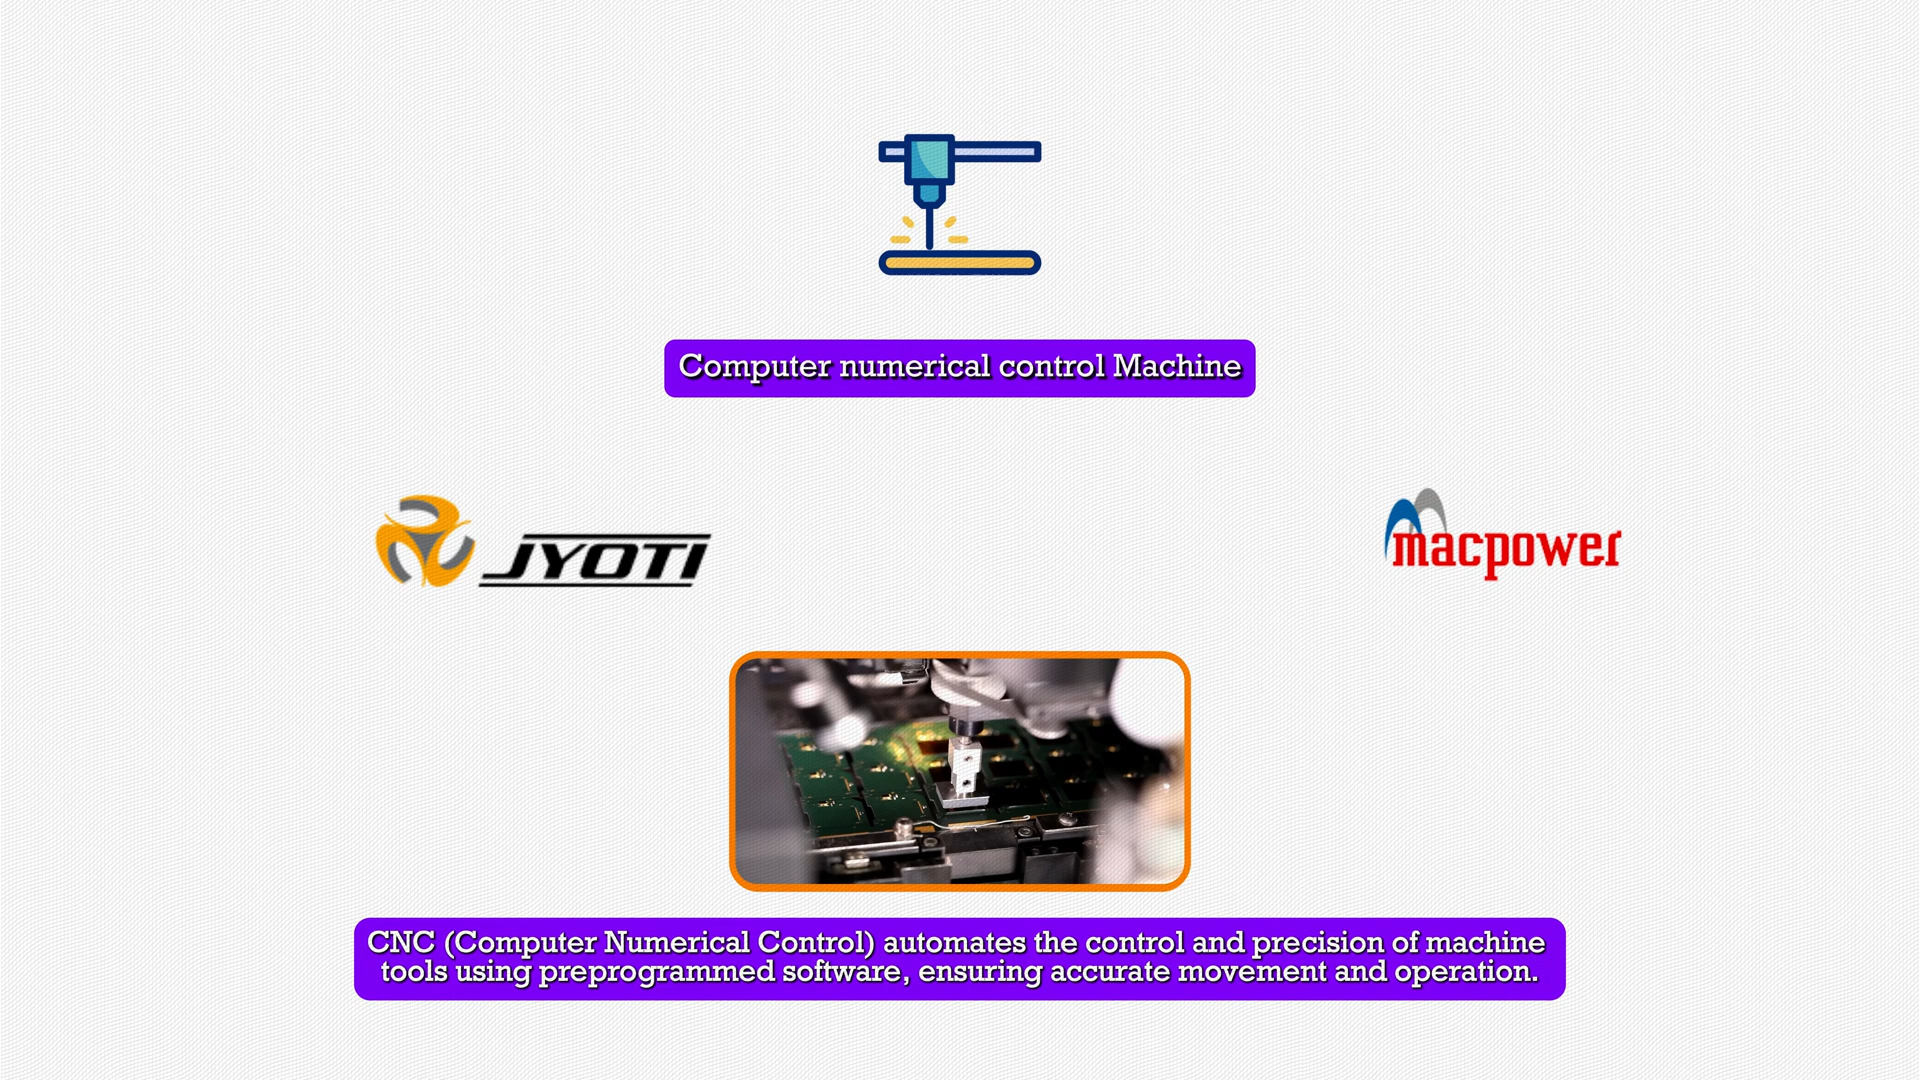 Computer numerical control Machine
JYOTI
macpower
CNC (Computer Numerical Control) automates the control and precision of machine
tools using preprogrammed software, ensuring accurate movement and operation.